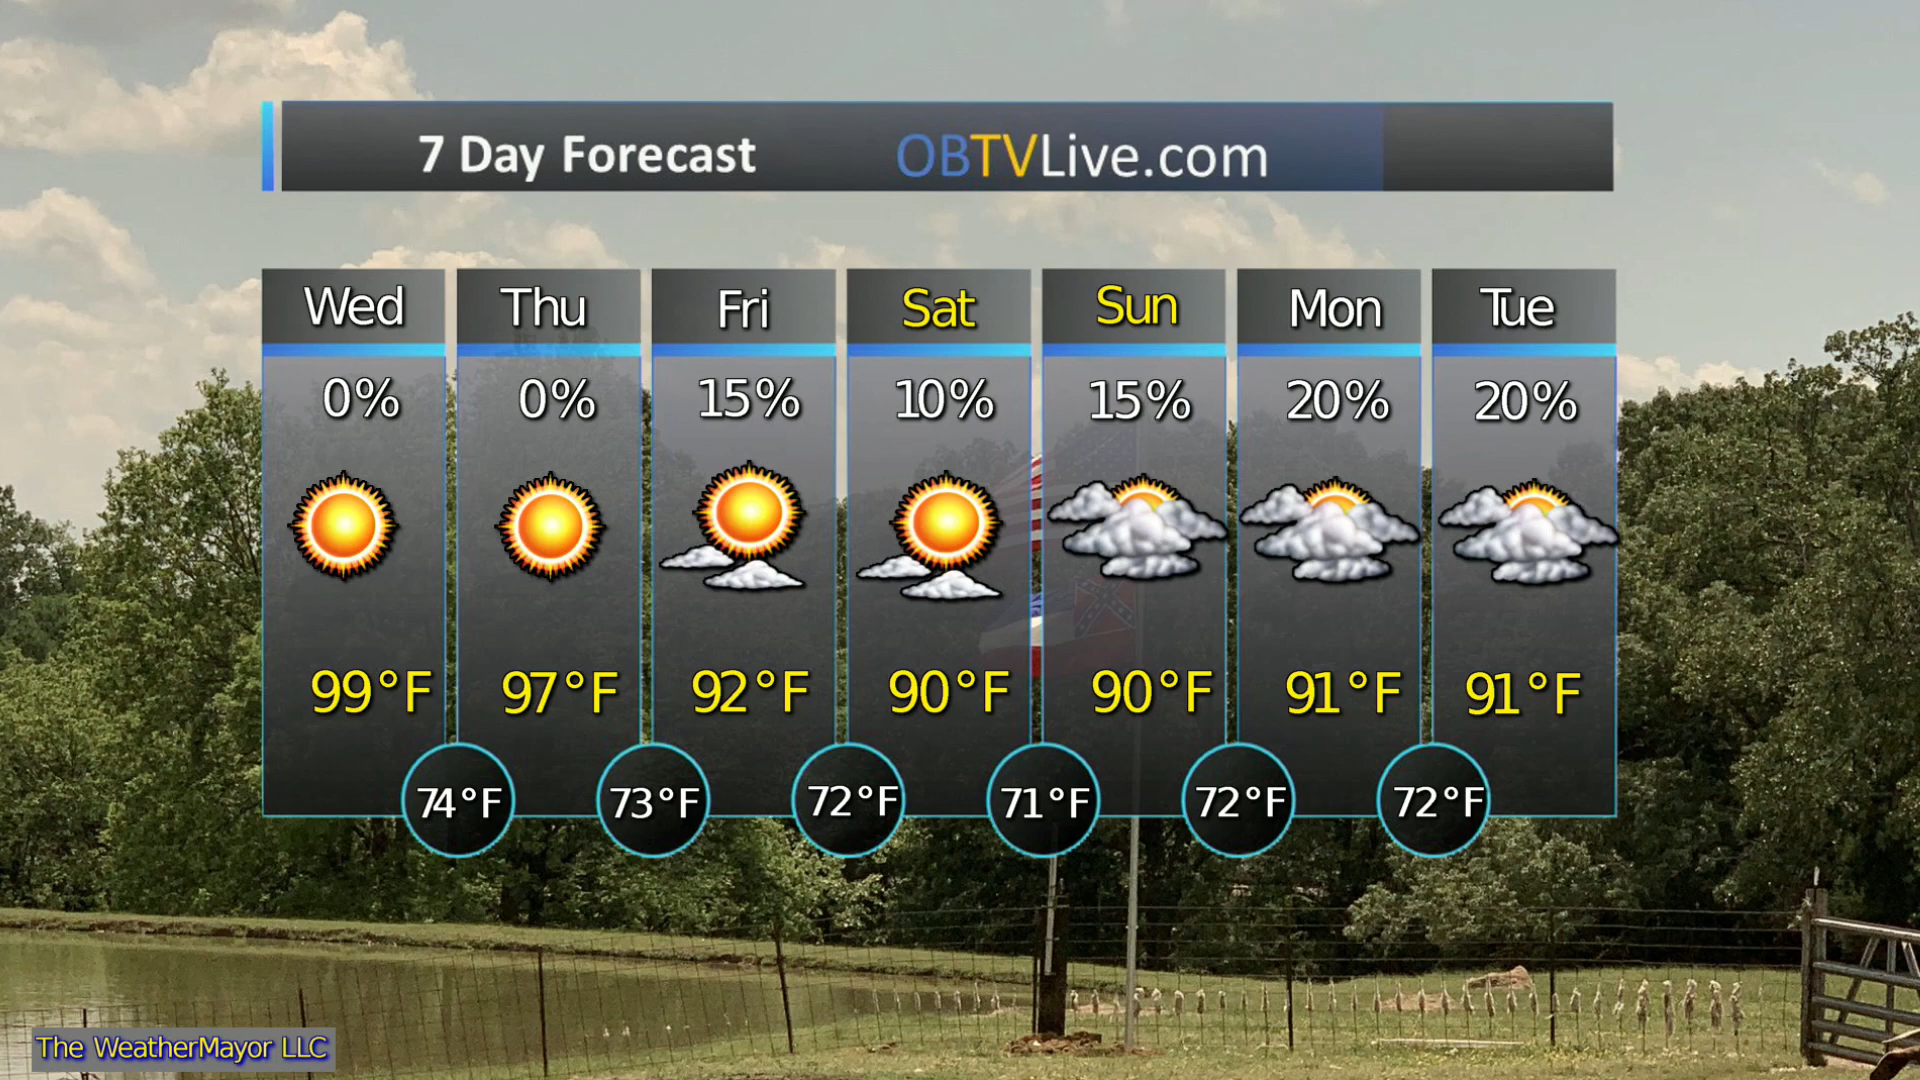 7 Day Forecast OBTVLive.com
Wed Thu Fri Sat Sun Mon Tue
0% 0% 15% 10% 15% 20% 20%
99°F 97°F 92°F 90°F 90°F 91°F 91°F
74°F 73°F 72°F 71°F 72°F 72°F
The WeatherMayor LLC